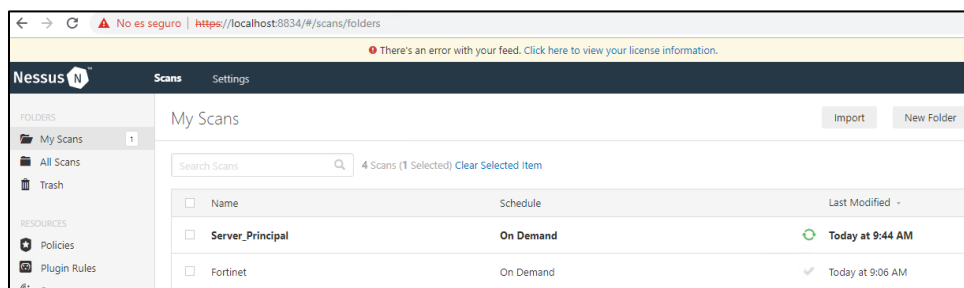 No es seguro | https://localhost:8834/#/scans/folders
There's an error with your feed. Click here to view your license information.
Nessus N ™ Scans Settings
FOLDERS
My Scans 1
All Scans
Trash
RESOURCES
Policies
Plugin Rules
My Scans Import New Folder
Search Scans 4 Scans (1 Selected) Clear Selected Item
Name Schedule Last Modified
Server_Principal On Demand Today at 9:44 AM
Fortinet On Demand Today at 9:06 AM